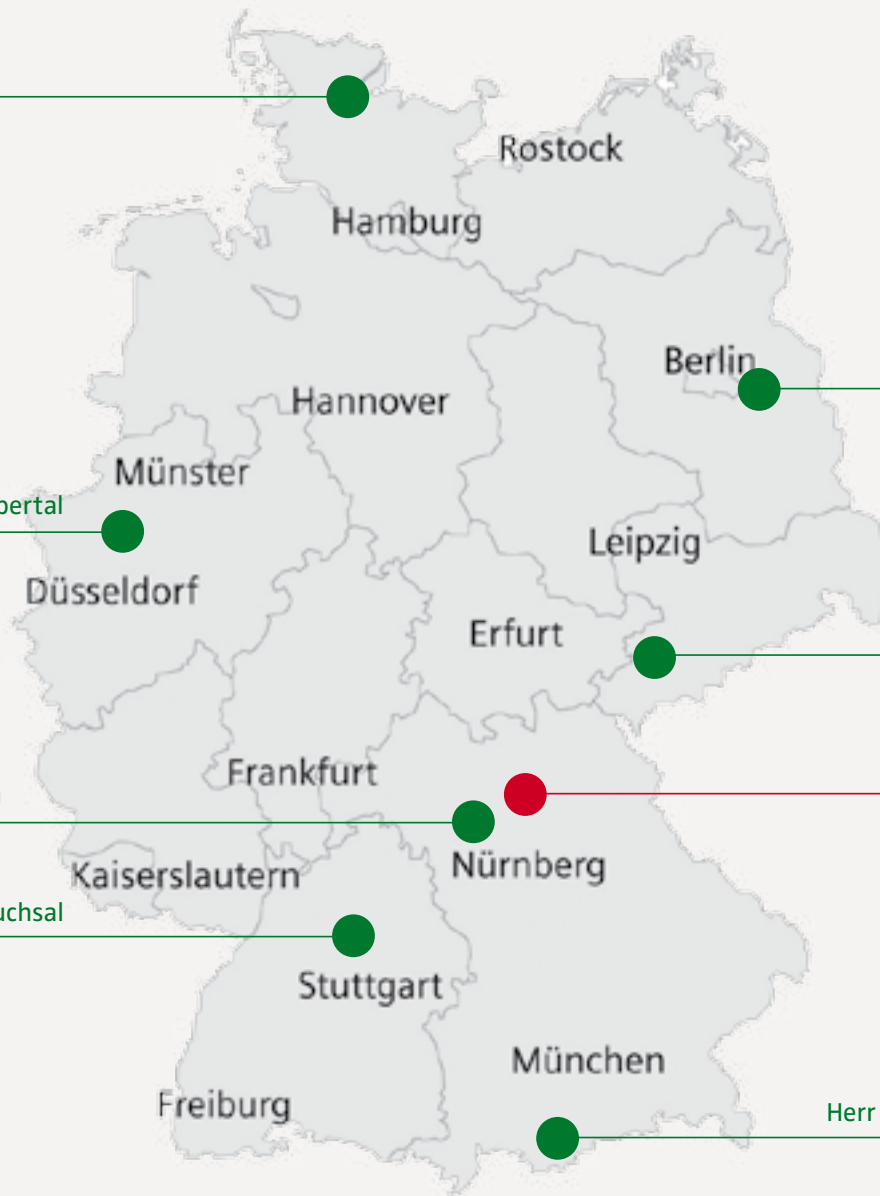 Rostock
Hamburg
Berlin
Hannover
Münster
pertal
Leipzig
Düsseldorf
Erfurt
Frankfurt
Nürnberg
Kaiserslautern
uchsal
Stuttgart
München
Freiburg
Herr